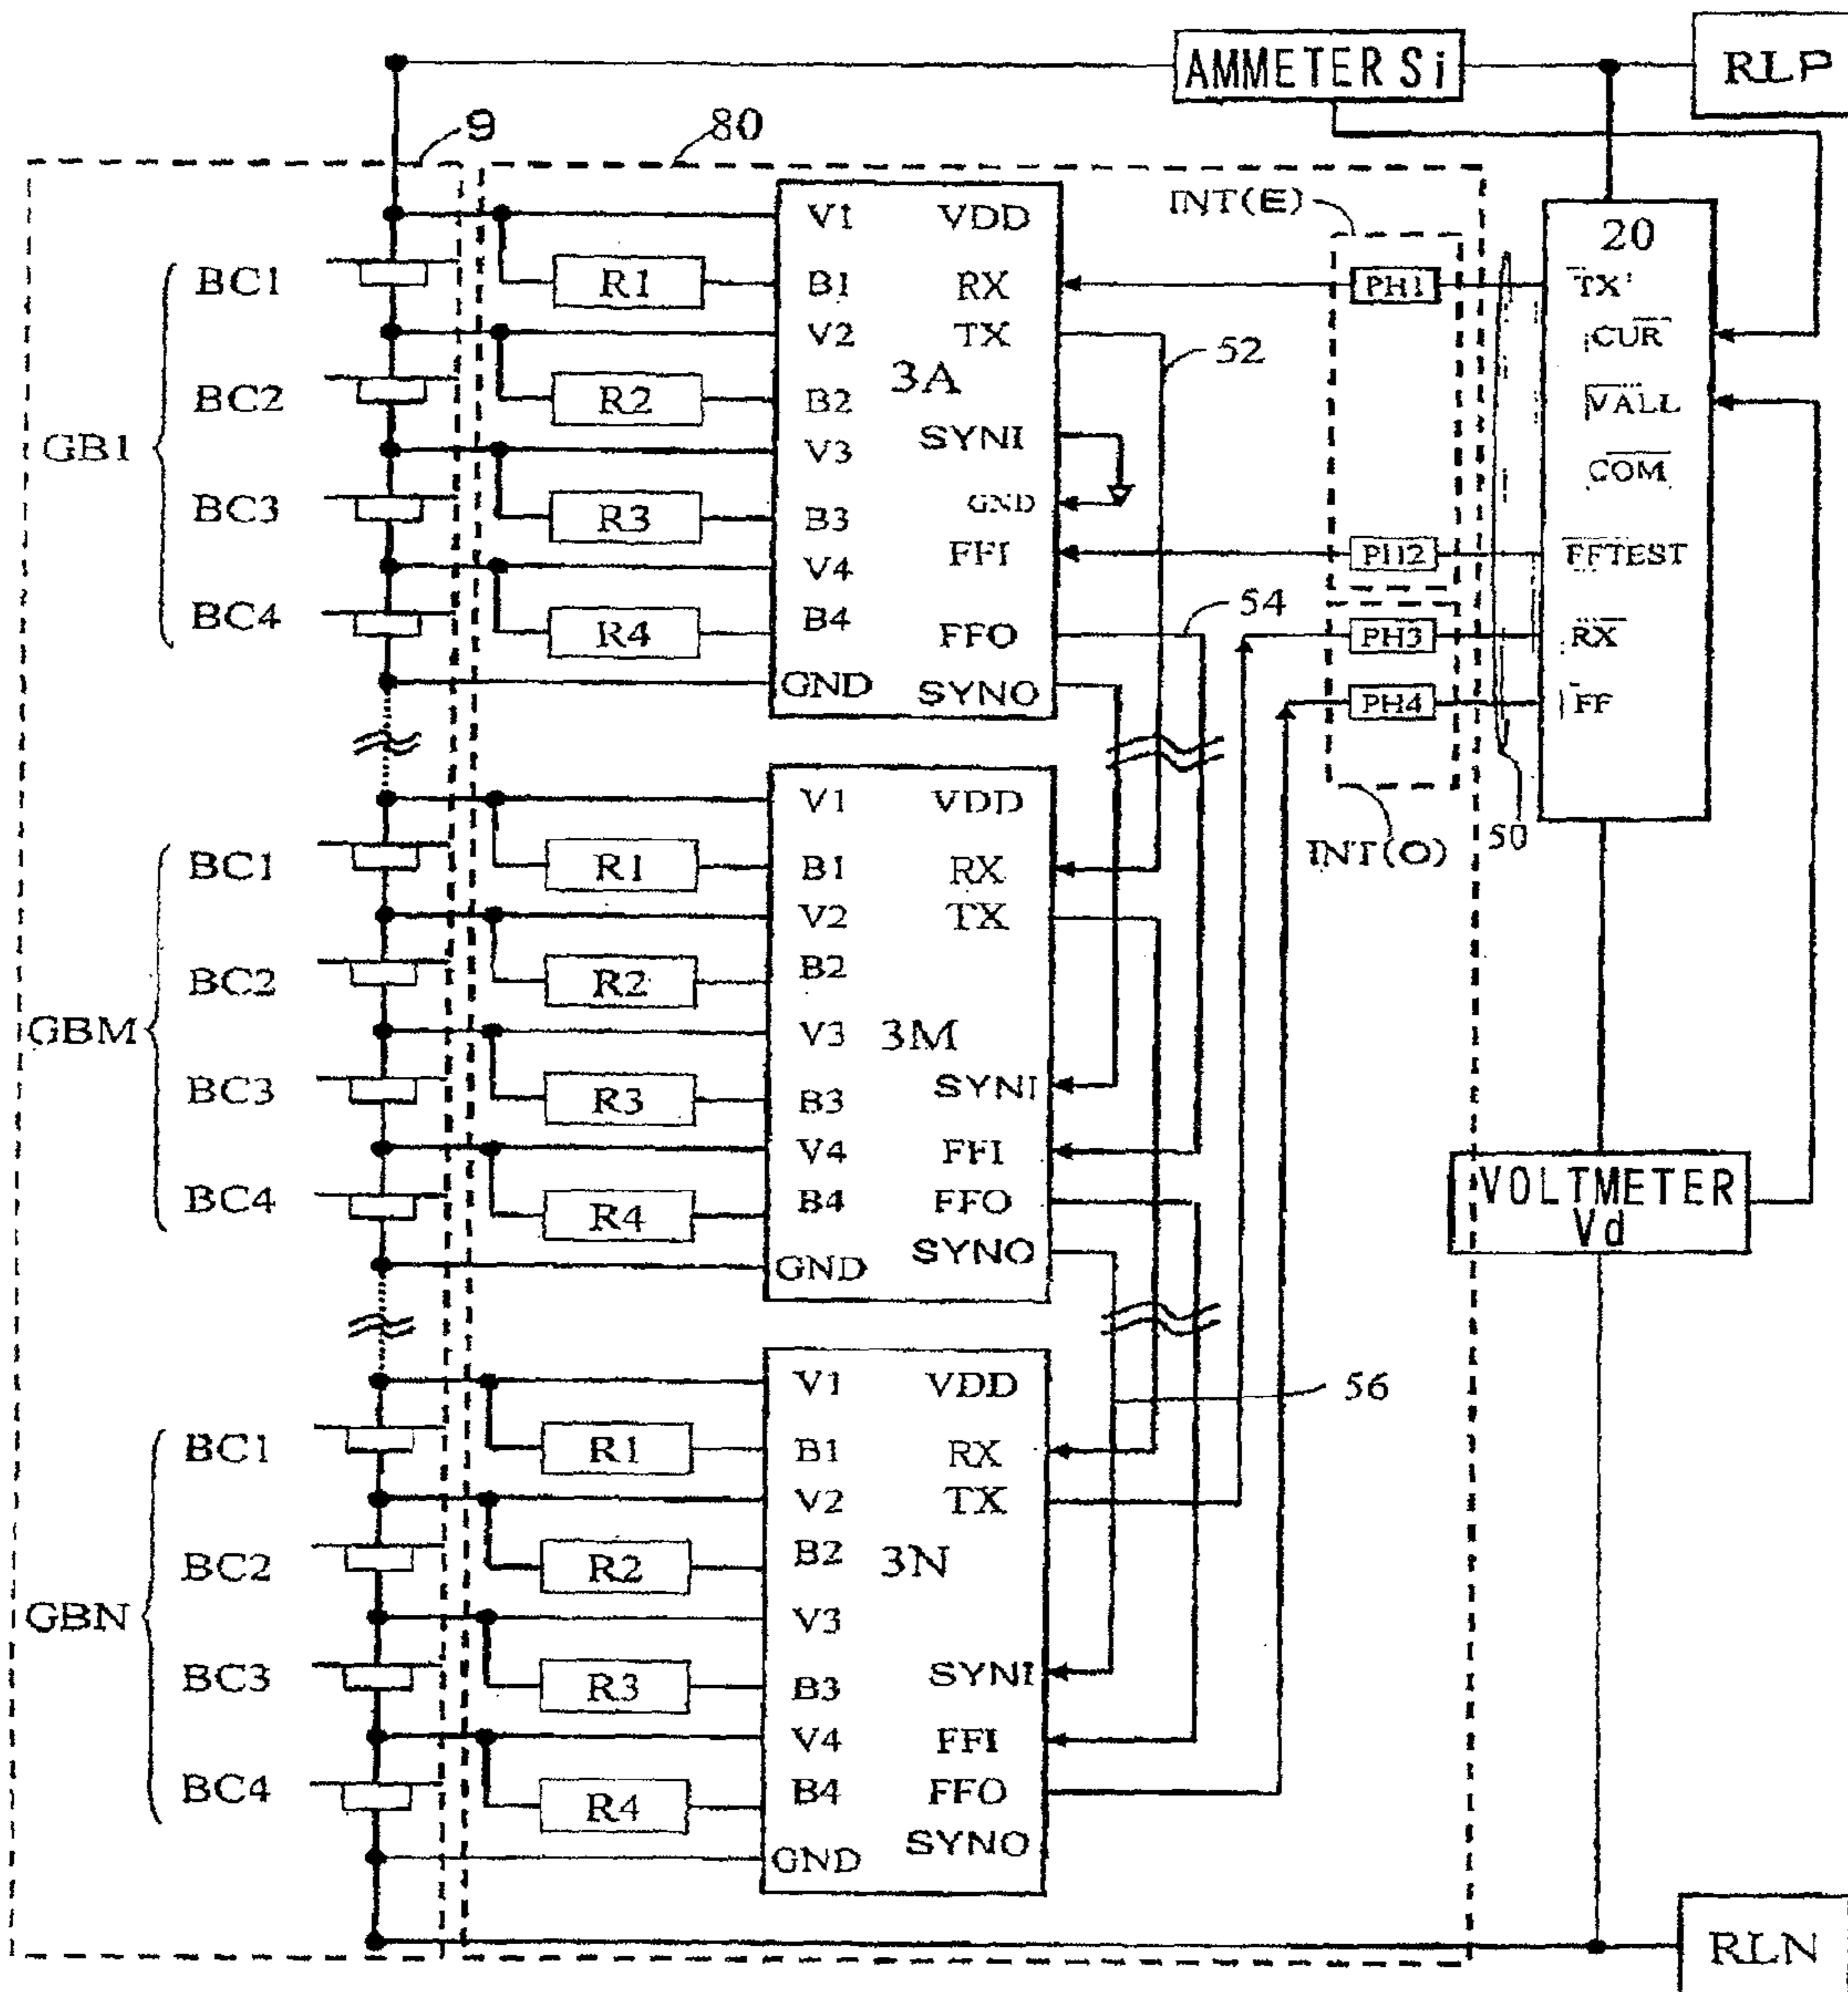 AMMETER Si
RLP
9
80
INT(E)
GB1
BC1
BC2
BC3
BC4
R1
R2
R3
R4
V1
B1
V2
B2
V3
B3
V4
B4
GND
3A
VDD
RX
TX
SYNI
GND
FFI
FFO
SYNO
52
54
PH1
PH2
PH3
PH4
INT(O)
50
20
TX
CUR
VALL
COM
FFTEST
RX
FF
GBM
BC1
BC2
BC3
BC4
R1
R2
R3
R4
V1
B1
V2
B2
V3
B3
V4
B4
GND
3M
VDD
RX
TX
SYNI
FFI
FFO
SYNO
VOLTMETER
Vd
56
GBN
BC1
BC2
BC3
BC4
R1
R2
R3
R4
V1
B1
V2
B2
V3
B3
V4
B4
GND
3N
VDD
RX
TX
SYNI
FFI
FFO
SYNO
RLN